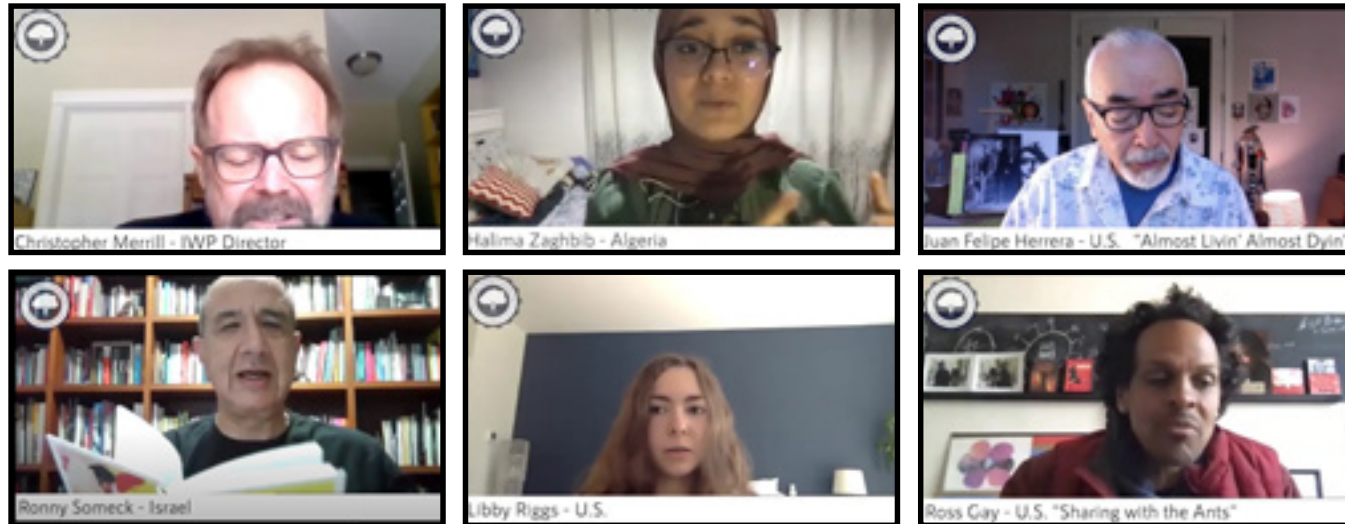 Christopher Merrill - IWP Director
Halima Zaghbib - Algeria
Juan Felipe Herrera - U.S.   "Almost Livin' Almost Dyin'
Ronny Someck - Israel
Libby Riggs - U.S.
Ross Gay - U.S. "Sharing with the Ants"